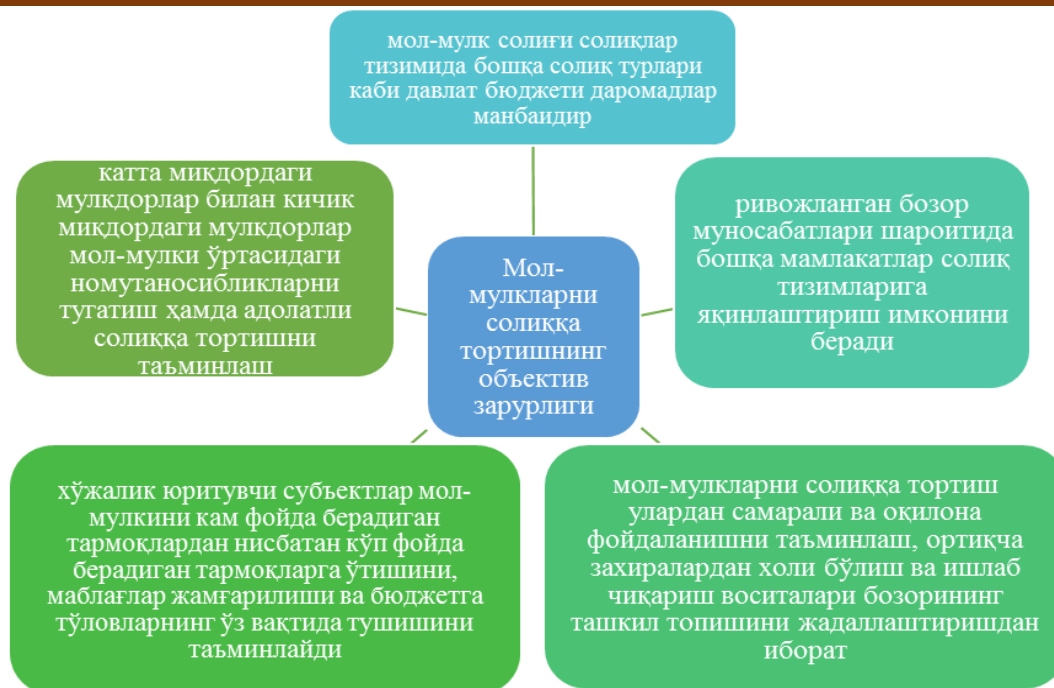 мол-мулк солиғи солиқлар
тизимида бошқа солиқ турлари
каби давлат бюджети даромадлар
манбаидир
катта миқдордаги
мулкдорлар билан кичик
миқдордаги мулкдорлар
мол-мулки ўртасидаги
номутаносибликларни
тугатиш ҳамда адолатли
солиққа тортишни
таъминлаш
ривожланган бозор
муносабатлари шароитида
бошқа мамлакатлар солиқ
тизимларига
яқинлаштириш имконини
беради
Мол-
мулкларни
солиққа
тортишнинг
объектив
зарурлиги
хўжалик юритувчи субъектлар мол-
мулкини кам фойда берадиган
тармоқлардан нисбатан кўп фойда
берадиган тармоқларга ўтишини,
маблағлар жамғарилиши ва бюджетга
тўловларнинг ўз вақтида тушишини
таъминлайди
мол-мулкларни солиққа тортиш
улардан самарали ва оқилона
фойдаланишни таъминлаш, ортиқча
захиралардан холи бўлиш ва ишлаб
чиқариш воситалари бозорининг
ташкил топишини жадаллаштиришдан
иборат